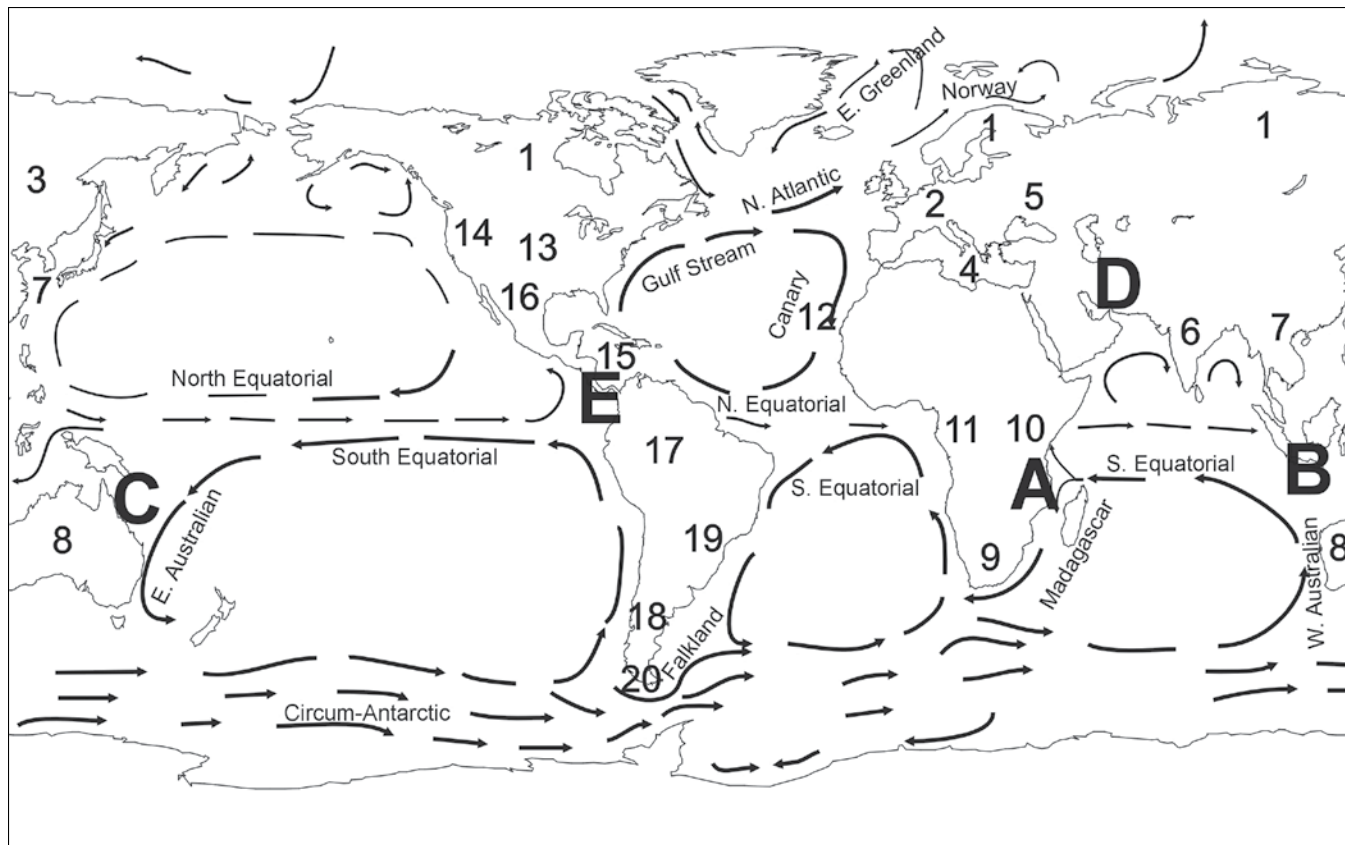 E. Greenland
Norway
1
1
1
3
N. Atlantic
2
5
14
13
Gulf Stream
4
D
7
16
Canary
12
6
7
15
North Equatorial
E
N. Equatorial
17
11
10
South Equatorial
S. Equatorial
S. Equatorial
C
A
B
8
E. Australian
19
9
Madagascar
W. Australian
8
18
Falkland
20
Circum-Antarctic